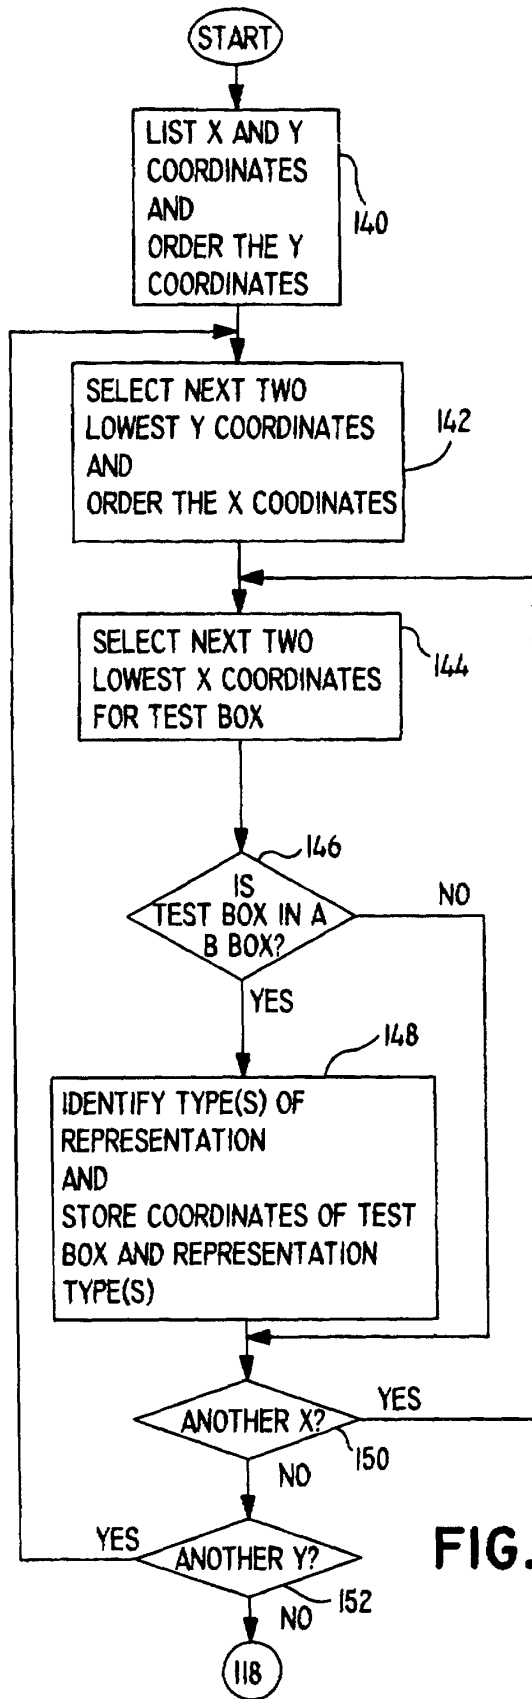 START
LIST X AND Y
COORDINATES
AND
ORDER THE Y
COORDINATES
140
SELECT NEXT TWO
LOWEST Y COORDINATES
AND
ORDER THE X COODINATES
142
SELECT NEXT TWO
LOWEST X COORDINATES
FOR TEST BOX
144
146
IS
TEST BOX IN A
B BOX?
NO
YES
148
IDENTIFY TYPE(S) OF
REPRESENTATION
AND
STORE COORDINATES OF TEST
BOX AND REPRESENTATION
TYPE(S)
ANOTHER X?
YES
150
NO
YES
ANOTHER Y?
152
NO
118
FIG.